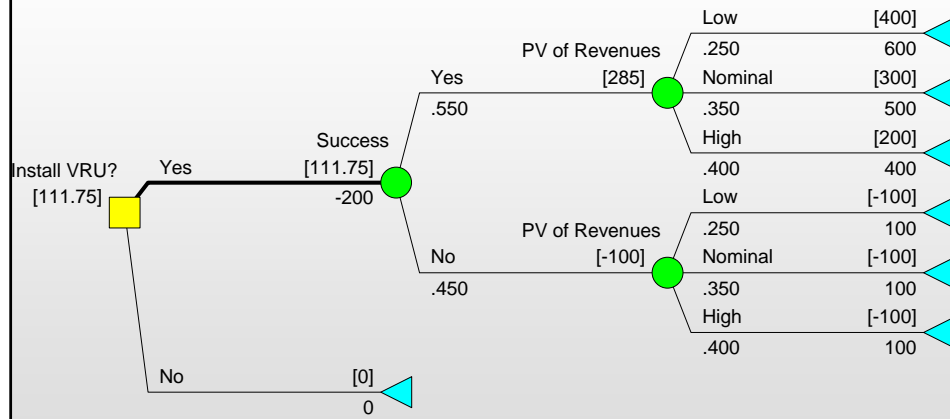 Low [400]
.250 600
PV of Revenues
[285]
Yes
.550
Nominal [300]
.350 500
High [200]
.400 400
Success
[111.75]
-200
Install VRU?
[111.75]
Yes
Low [-100]
.250 100
PV of Revenues
[-100]
No
.450
Nominal [-100]
.350 100
High [-100]
.400 100
No [0]
0